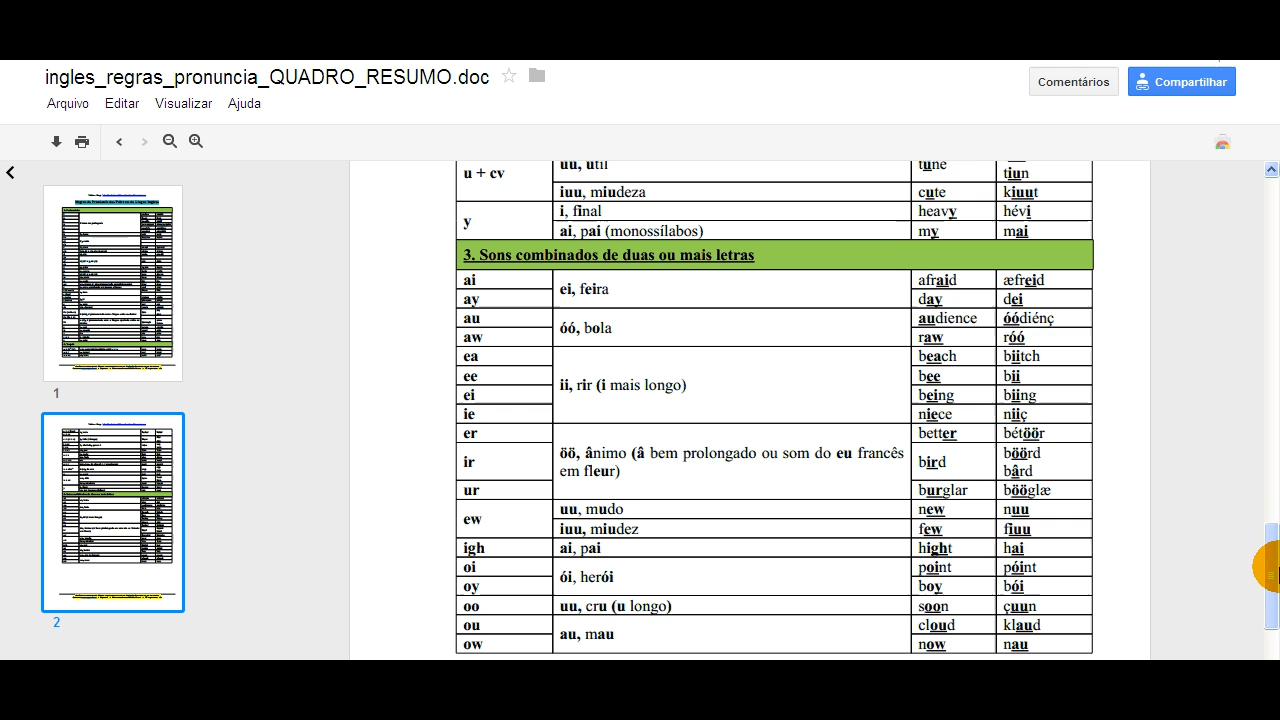 ingles_regras_pronuncia_QUADRO_RESUMO.doc
Comentários
Compartilhar
Arquivo Editar Visualizar Ajuda
1
2
u + cv
uu, útil
tune
tiun
iuu, miudeza
cute
kiuut
y
i, final
heavy
hévi
ai, pai (monossílabos)
my
mai
3. Sons combinados de duas ou mais letras
ai
ei, feira
afraid
æfreid
ay
day
dei
au
óó, bola
audience
óódiénç
aw
raw
róó
ea
ii, rir (i mais longo)
beach
biitch
ee
bee
bii
ei
being
biing
ie
niece
niiç
er
öö, ânimo (â bem prolongado ou som do eu francês
em fleur)
better
bétöör
ir
bird
böörd
bârd
ur
burglar
bööglæ
ew
uu, mudo
new
nuu
iuu, miudez
few
fiuu
igh
ai, pai
hight
hai
oi
ói, herói
point
póint
oy
boy
bói
oo
uu, cru (u longo)
soon
çuun
ou
au, mau
cloud
klaud
ow
now
nau